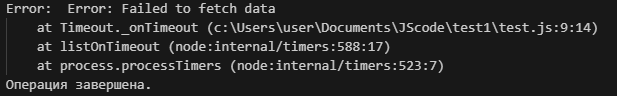 Error:  Error: Failed to fetch data
    at Timeout._onTimeout (c:\Users\user\Documents\JScode\test1\test.js:9:14)
    at listOnTimeout (node:internal/timers:588:17)
    at process.processTimers (node:internal/timers:523:7)
Операция завершена.